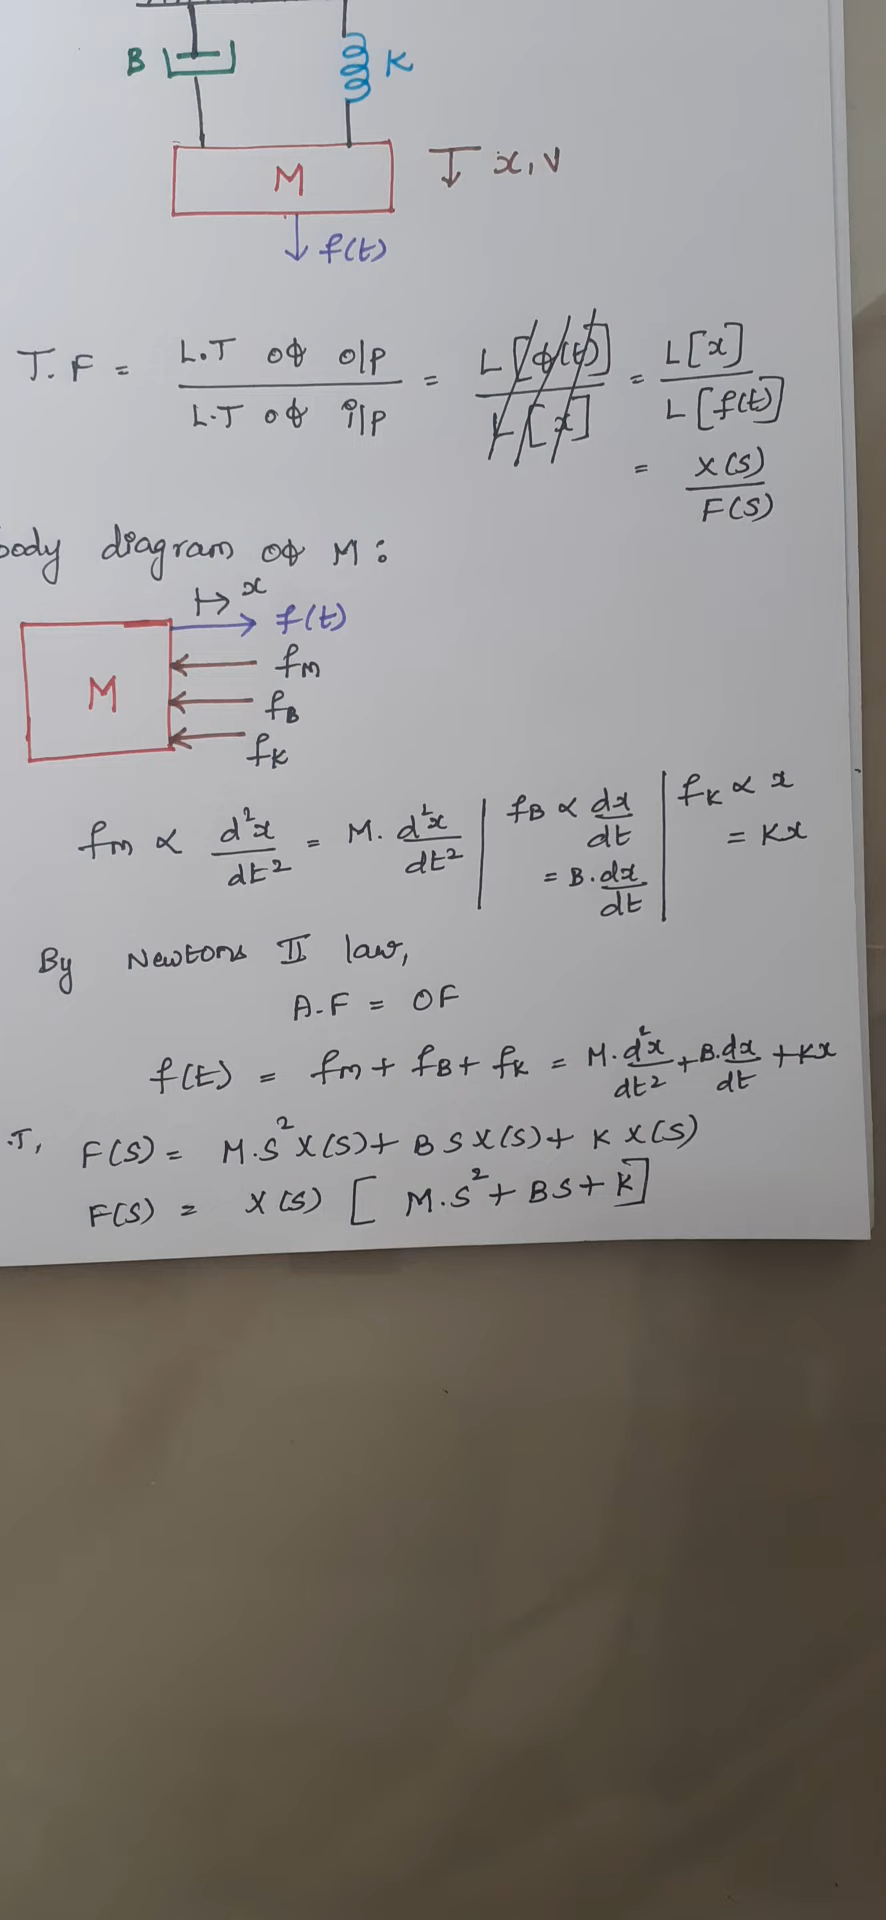 B K
M x, v
f(t)
T.F = L.T of o/p / L.T of i/p = L[f(t)] / L[x] = L[x] / L[f(t)]
= X(S) / F(S)
body diagram of M :
x
f(t)
M fm
fB
fK
fm ∝ d²x/dt² = M. d²x/dt² | fB ∝ dx/dt | fK ∝ x
= B. dx/dt = Kx
By Newtons II law,
A.F = OF
f(t) = fm + fB + fK = M. d²x/dt² + B. dx/dt + Kx
.T, F(S) = M.S² X(S) + B S X(S) + K X(S)
F(S) = X(S) [ M.S² + BS + K ]